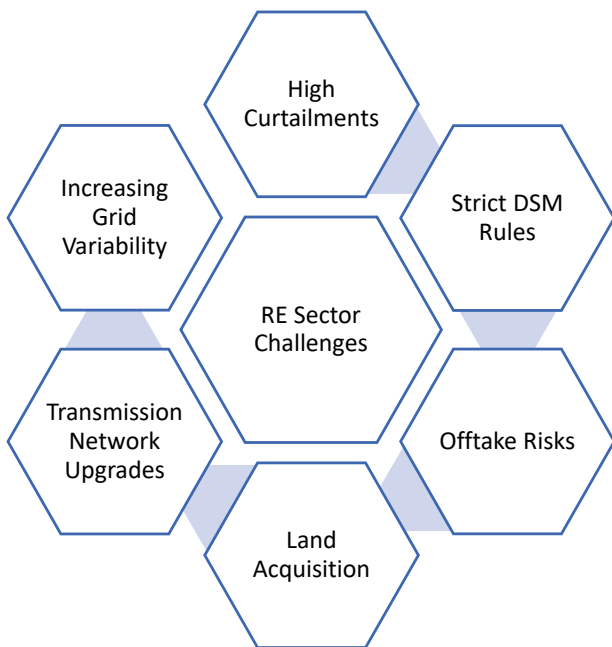 High
Curtailments
Increasing
Grid
Variability
Strict DSM
Rules
RE Sector
Challenges
Transmission
Network
Upgrades
Offtake Risks
Land
Acquisition